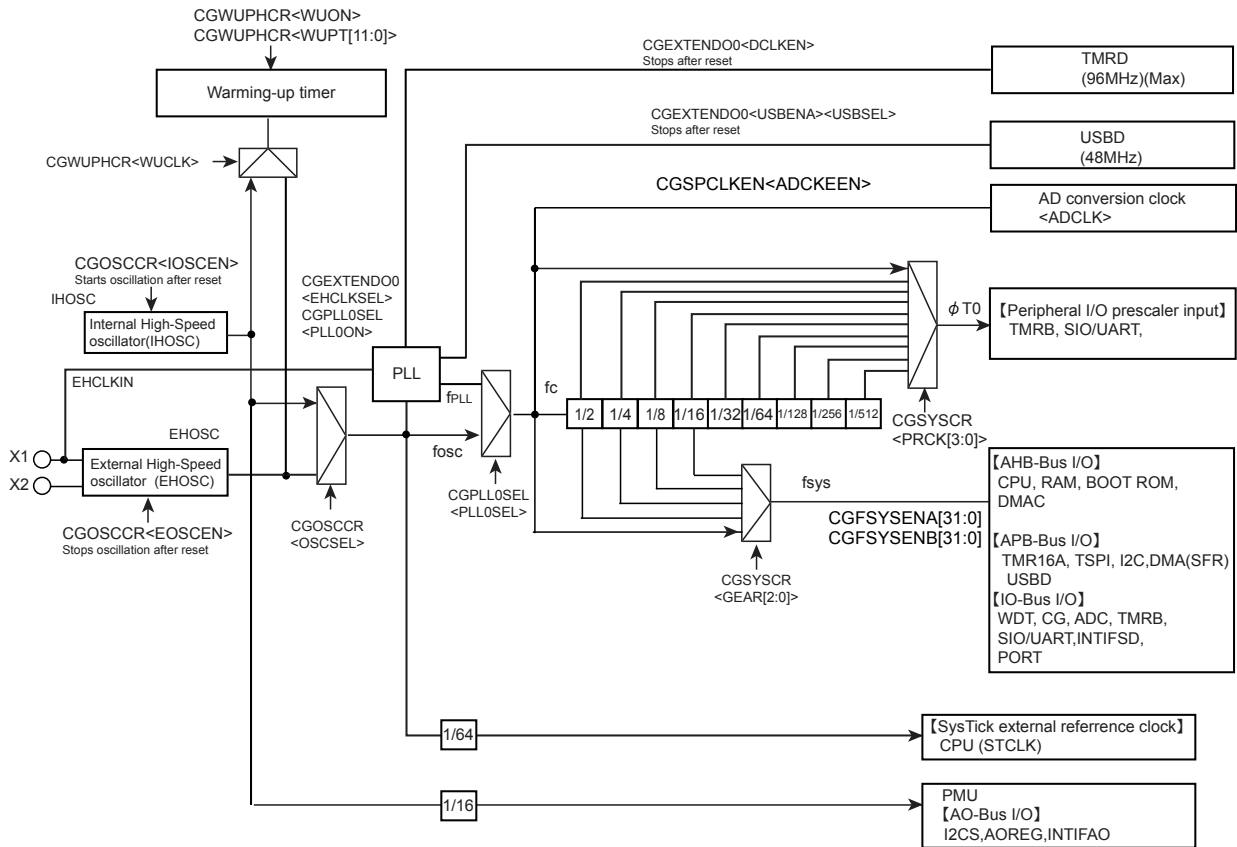 CGWUPHCR<WUON>
CGWUPHCR<WUPT[11:0]>
Warming-up timer
CGWUPHCR<WUCLK>
CGEXTENDO0<DCLKEN>
Stops after reset
TMRD
(96MHz)(Max)
CGEXTENDO0<USBENA><USBSEL>
Stops after reset
USBD
(48MHz)
CGSPCLKEN<ADCKEEN>
AD conversion clock
<ADCLK>
CGOSCCR<IOSCEN>
Starts oscillation after reset
IHOSC
Internal High-Speed
oscillator(IHOSC)
CGEXTENDO0
<EHCLKSEL>
CGPLL0SEL
<PLL0ON>
EHCLKIN
PLL
fPLL
fosc
fc
1/2
1/4
1/8
1/16
1/32
1/64
1/128
1/256
1/512
ϕT0
【Peripheral I/O prescaler input】
TMRB, SIO/UART,
CGSYSCR
<PRCK[3:0]>
EHOSC
X1
X2
External High-Speed
oscillator (EHOSC)
CGOSCCR<EOSCEN>
Stops oscillation after reset
CGOSCCR
<OSCSEL>
CGPLL0SEL
<PLL0SEL>
fsys
CGFSYSENA[31:0]
CGFSYSENB[31:0]
CGSYSCR
<GEAR[2:0]>
【AHB-Bus I/O】
CPU, RAM, BOOT ROM,
DMAC
【APB-Bus I/O】
TMR16A, TSPI, I2C,DMA(SFR)
USBD
【IO-Bus I/O】
WDT, CG, ADC, TMRB,
SIO/UART,INTIFSD,
PORT
1/64
【SysTick external referrence clock】
CPU (STCLK)
1/16
PMU
【AO-Bus I/O】
I2CS,AOREG,INTIFAO